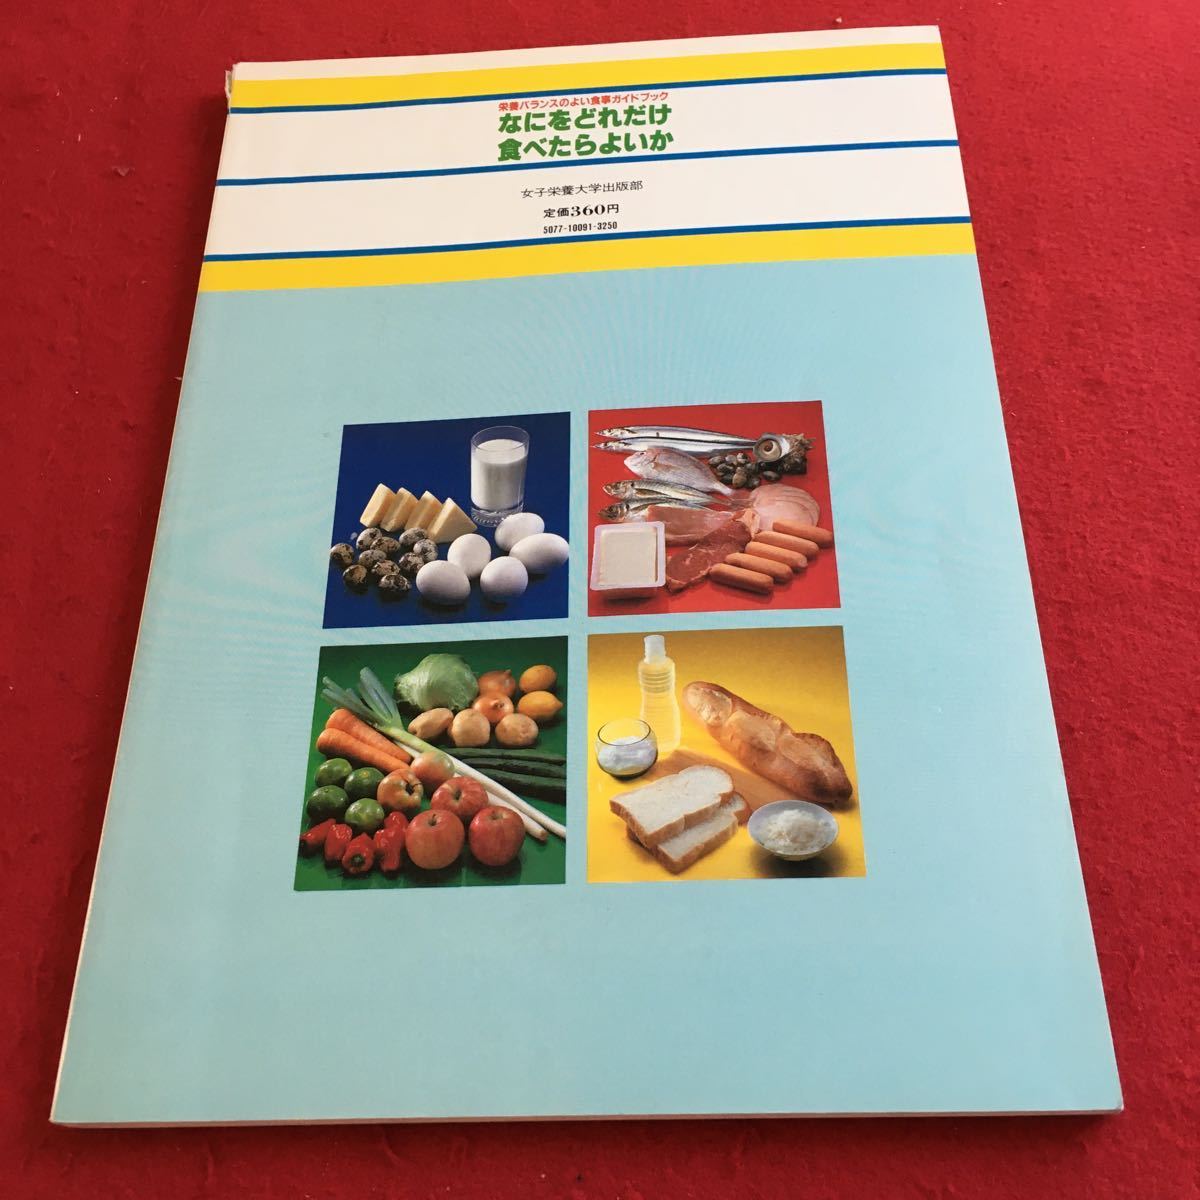 栄養バランスのよい食事ガイドブック
なにをどれだけ
食べたらよいか
女子栄養大学出版部
定価360円
5077-10091-3250